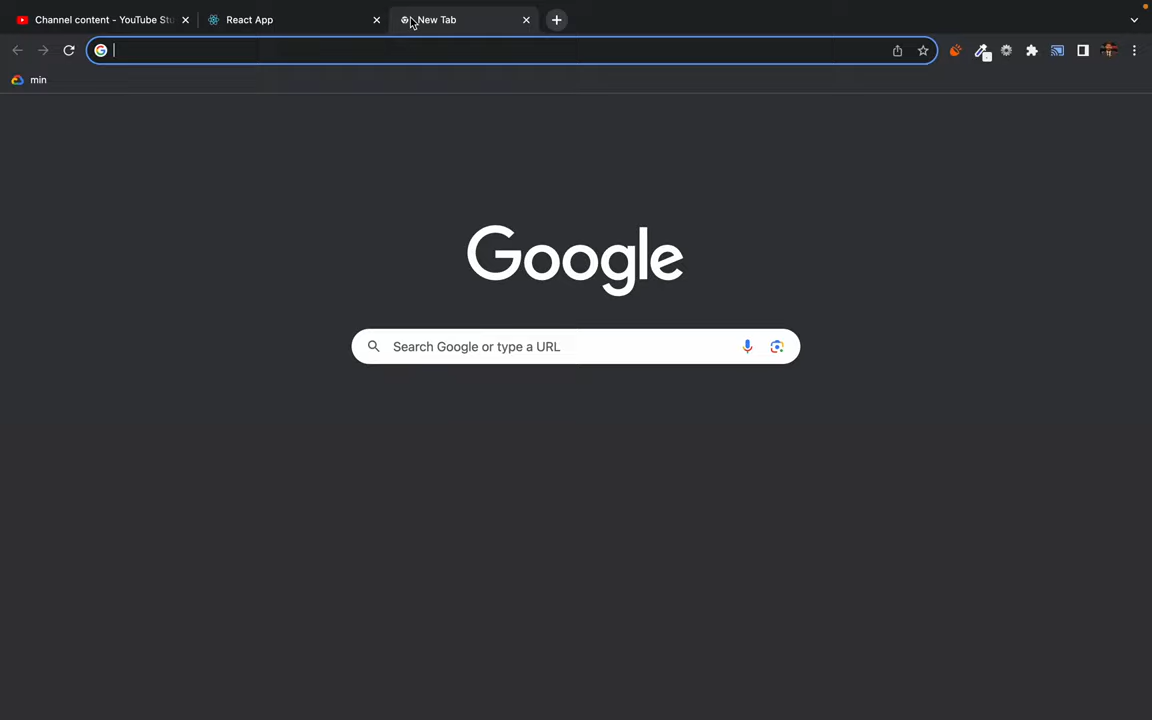 Channel content - YouTube Stu
React App
New Tab
min
Google
Search Google or type a URL